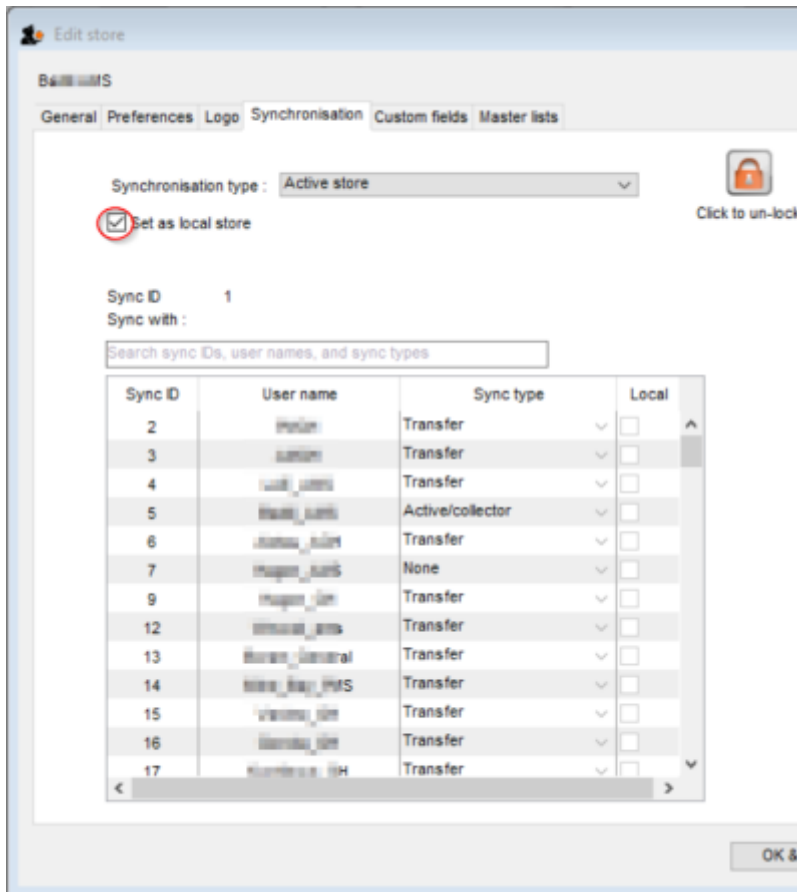 Edit store
General Preferences Logo Synchronisation Custom fields Master lists
Synchronisation type : Active store
Set as local store
Click to un-lock
Sync ID 1
Sync with :
Search sync IDs, user names, and sync types
Sync ID User name Sync type Local
2 Transfer
3 Transfer
4 Transfer
5 Active/collector
6 Transfer
7 None
9 Transfer
12 Transfer
13 Transfer
14 Transfer
15 Transfer
16 Transfer
17 Transfer
OK &